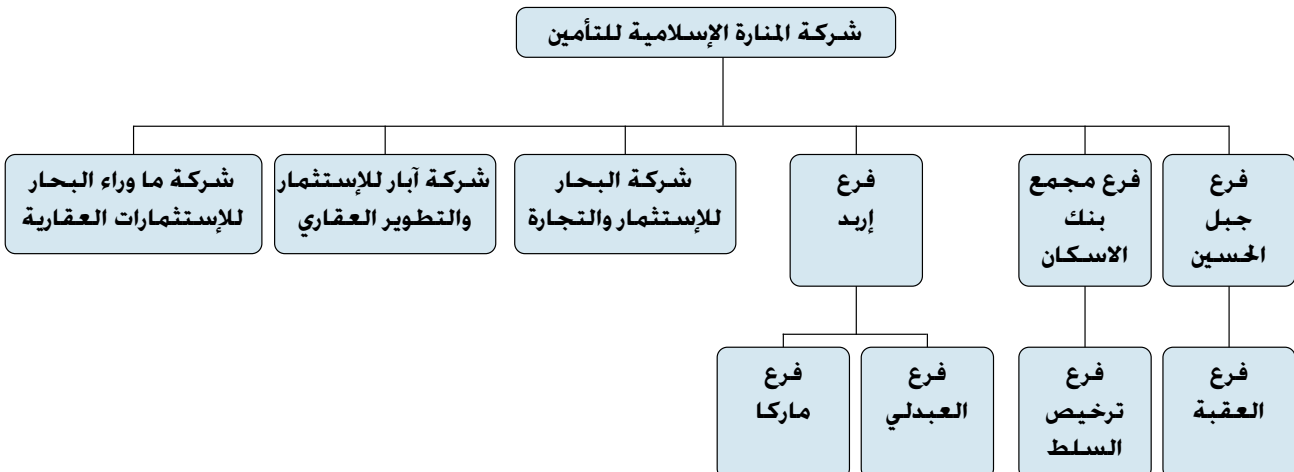 شركة المنارة الإسلامية للتأمين
فرع
جبل
الحسين
فرع مجمع
بنك
الاسكان
فرع
إربد
شركة البحار
للإستثمار والتجارة
شركة آبار للإستثمار
والتطوير العقاري
شركة ما وراء البحار
للإستثمارات العقارية
فرع
العقبة
فرع
ترخيص
السلط
فرع
العبدلي
فرع
ماركا